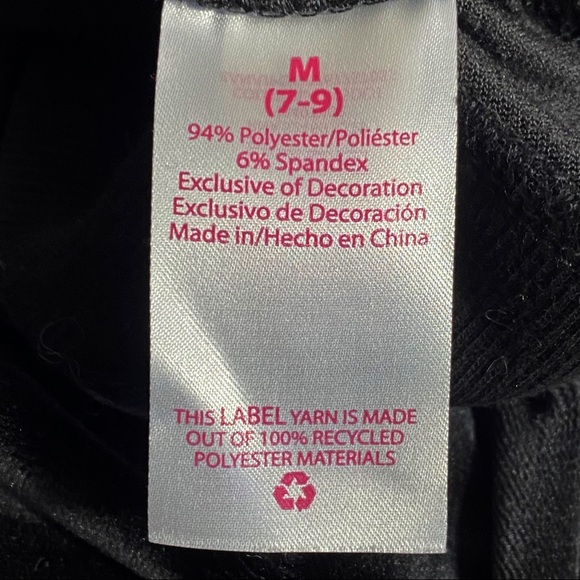 M
(7-9)
94% Polyester/Poliéster
6% Spandex
Exclusive of Decoration
Exclusivo de Decoración
Made in/Hecho en China
THIS LABEL YARN IS MADE
OUT OF 100% RECYCLED
POLYESTER MATERIALS